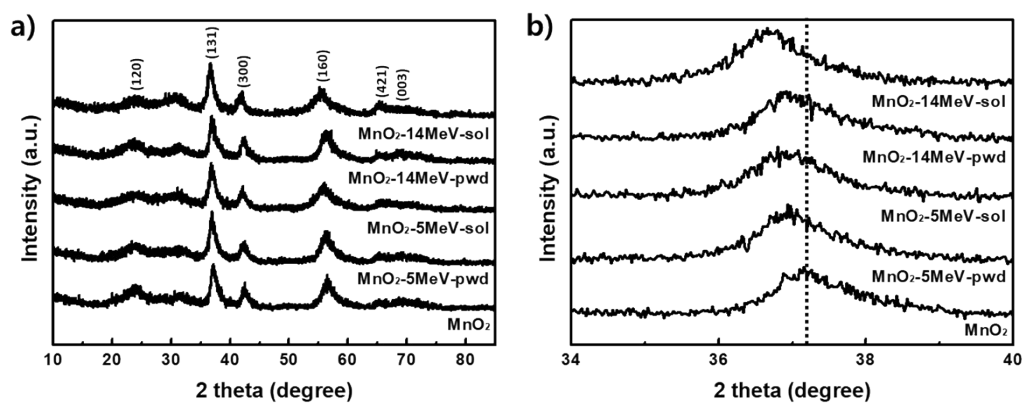 a)
Intensity (a.u.)
(120)
(131)
(300)
(160)
(421)
(003)
MnO₂-14MeV-sol
MnO₂-14MeV-pwd
MnO₂-5MeV-sol
MnO₂-5MeV-pwd
MnO₂
10 20 30 40 50 60 70 80
2 theta (degree)
b)
Intensity (a.u.)
MnO₂-14MeV-sol
MnO₂-14MeV-pwd
MnO₂-5MeV-sol
MnO₂-5MeV-pwd
MnO₂
34 36 38 40
2 theta (degree)